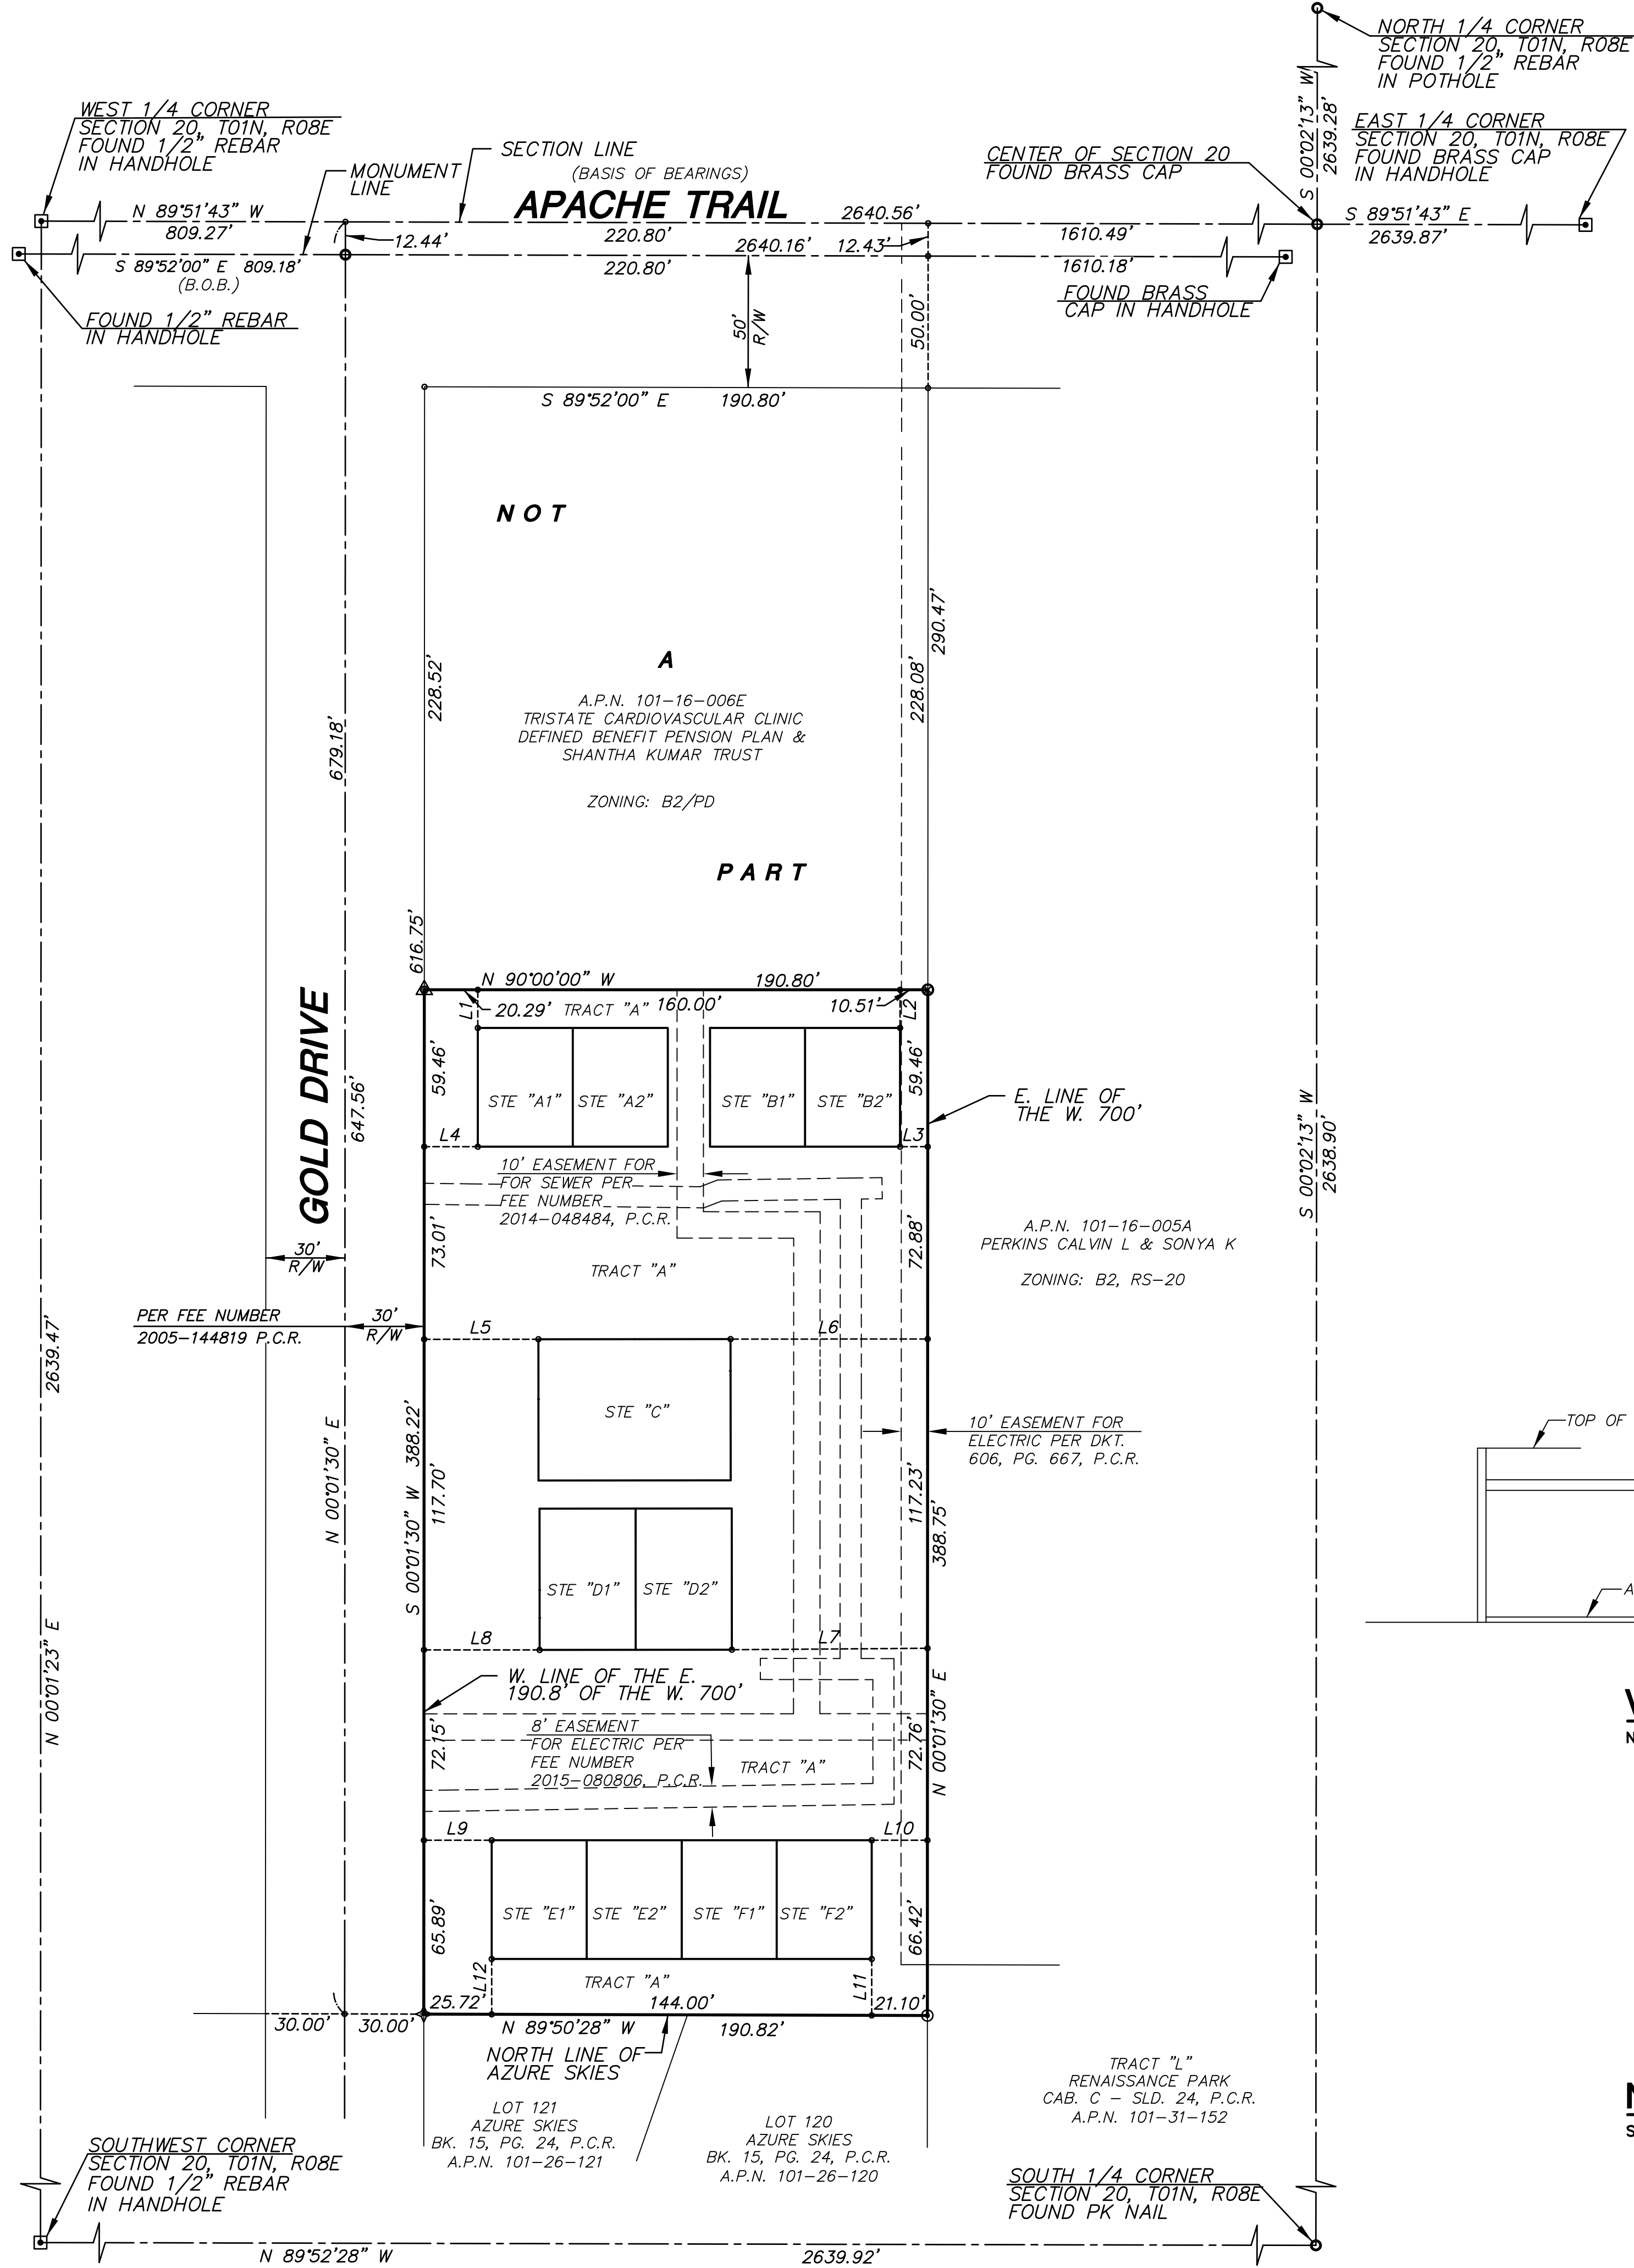 NORTH 1/4 CORNER
SECTION 20, T01N, R08E
FOUND 1/2" REBAR
IN POTHOLE
S 00°02'13" W
2639.28'
WEST 1/4 CORNER
SECTION 20, T01N, R08E
FOUND 1/2" REBAR
IN HANDHOLE
SECTION LINE
(BASIS OF BEARINGS)
MONUMENT
LINE
APACHE TRAIL
CENTER OF SECTION 20
FOUND BRASS CAP
EAST 1/4 CORNER
SECTION 20, T01N, R08E
FOUND BRASS CAP
IN HANDHOLE
N 89°51'43" W
809.27'
12.44'
220.80'
2640.56'
2640.16'
12.43'
1610.49'
S 89°51'43" E
2639.87'
S 89°52'00" E 809.18'
(B.O.B.)
220.80'
1610.18'
FOUND 1/2" REBAR
IN HANDHOLE
FOUND BRASS
CAP IN HANDHOLE
50'
R/W
50.00'
S 89°52'00" E 190.80'
NOT
A
A.P.N. 101-16-006E
TRISTATE CARDIOVASCULAR CLINIC
DEFINED BENEFIT PENSION PLAN &
SHANTHA KUMAR TRUST
ZONING: B2/PD
PART
228.52'
228.08'
290.47'
679.18'
616.75'
N 90°00'00" W 190.80'
L1
20.29'
TRACT "A"
160.00'
10.51'
L2
GOLD DRIVE
647.56'
59.46'
STE "A1"
STE "A2"
STE "B1"
STE "B2"
59.46'
E. LINE OF
THE W. 700'
L4
L3
10' EASEMENT FOR
FOR SEWER PER
FEE NUMBER
2014-048484, P.C.R.
73.01'
72.88'
TRACT "A"
A.P.N. 101-16-005A
PERKINS CALVIN L & SONYA K
ZONING: B2, RS-20
S 00°02'13" W
2638.90'
30'
R/W
PER FEE NUMBER
2005-144819 P.C.R.
30'
R/W
L5
L6
2639.47'
N 00°01'23" E
N 00°01'30" E
S 00°01'30" W 388.22'
117.70'
STE "C"
117.23'
388.75'
10' EASEMENT FOR
ELECTRIC PER DKT.
606, PG. 667, P.C.R.
TOP OF
A
STE "D1"
STE "D2"
L8
L7
W. LINE OF THE E.
190.8' OF THE W. 700'
N 00°01'30" E
72.15'
8' EASEMENT
FOR ELECTRIC PER
FEE NUMBER
2015-080806, P.C.R.
TRACT "A"
72.76'
L9
L10
65.89'
STE "E1"
STE "E2"
STE "F1"
STE "F2"
66.42'
L12
TRACT "A"
L11
25.72'
144.00'
21.10'
30.00'
30.00'
N 89°50'28" W
190.82'
NORTH LINE OF
AZURE SKIES
LOT 121
AZURE SKIES
BK. 15, PG. 24, P.C.R.
A.P.N. 101-26-121
LOT 120
AZURE SKIES
BK. 15, PG. 24, P.C.R.
A.P.N. 101-26-120
TRACT "L"
RENAISSANCE PARK
CAB. C - SLD. 24, P.C.R.
A.P.N. 101-31-152
SOUTHWEST CORNER
SECTION 20, T01N, R08E
FOUND 1/2" REBAR
IN HANDHOLE
SOUTH 1/4 CORNER
SECTION 20, T01N, R08E
FOUND PK NAIL
N 89°52'28" W
2639.92'